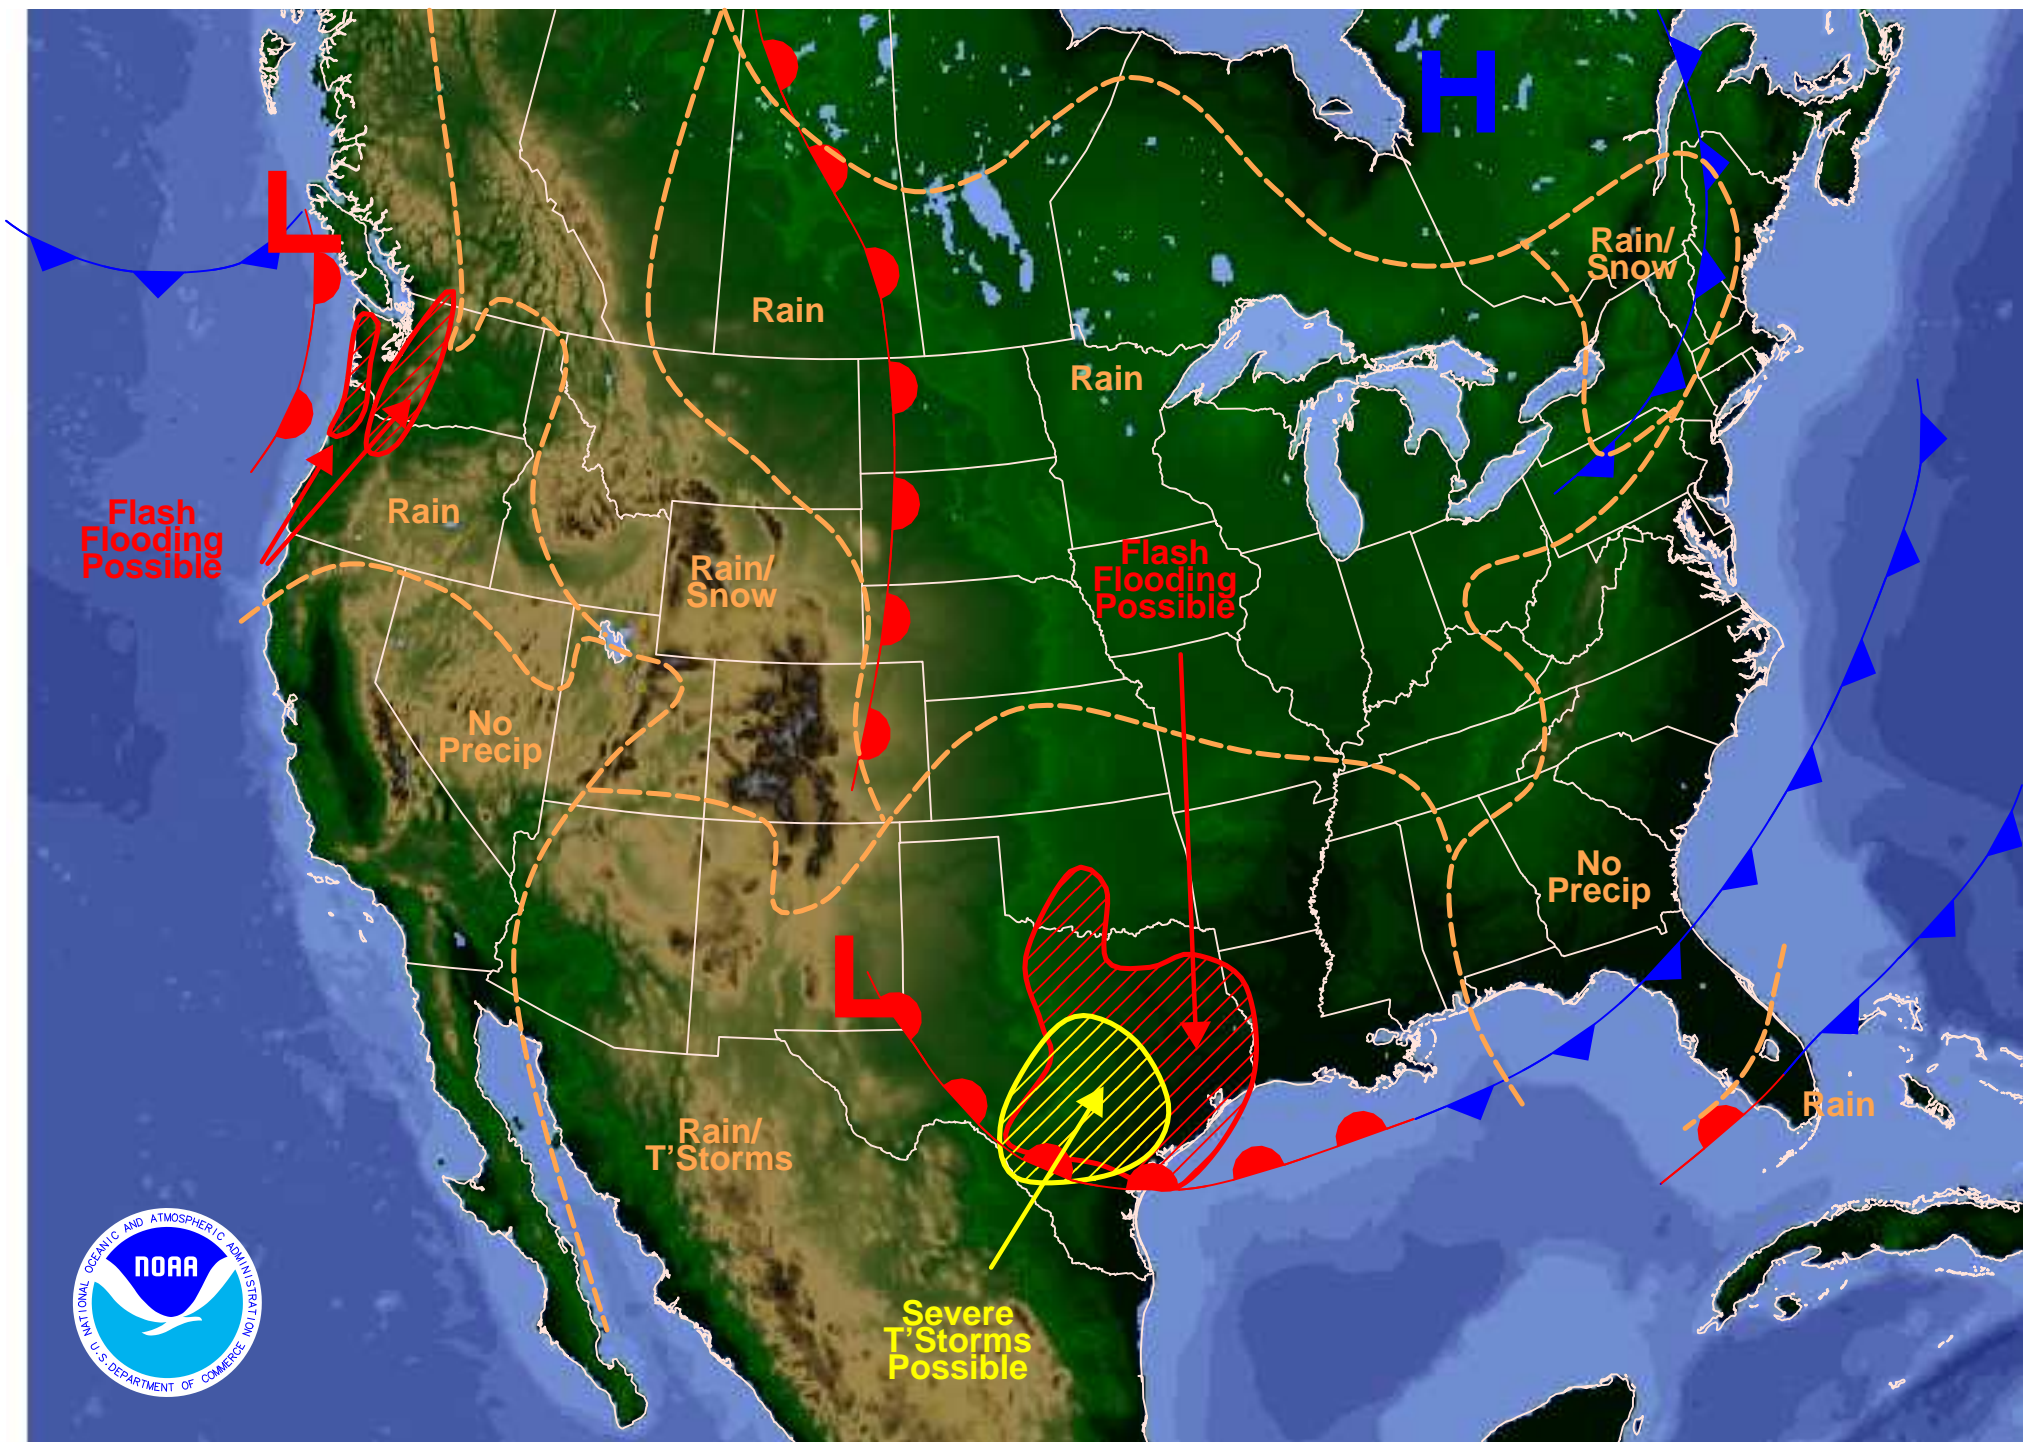 H
L
Rain/
Snow
Rain
Rain
Flash
Flooding
Possible
Rain
Flash
Flooding
Possible
Rain/
Snow
No
Precip
No
Precip
L
Rain
Rain/
T'Storms
Severe
T'Storms
Possible
NATIONAL OCEANIC AND ATMOSPHERIC ADMINISTRATION
NOAA
U.S. DEPARTMENT OF COMMERCE